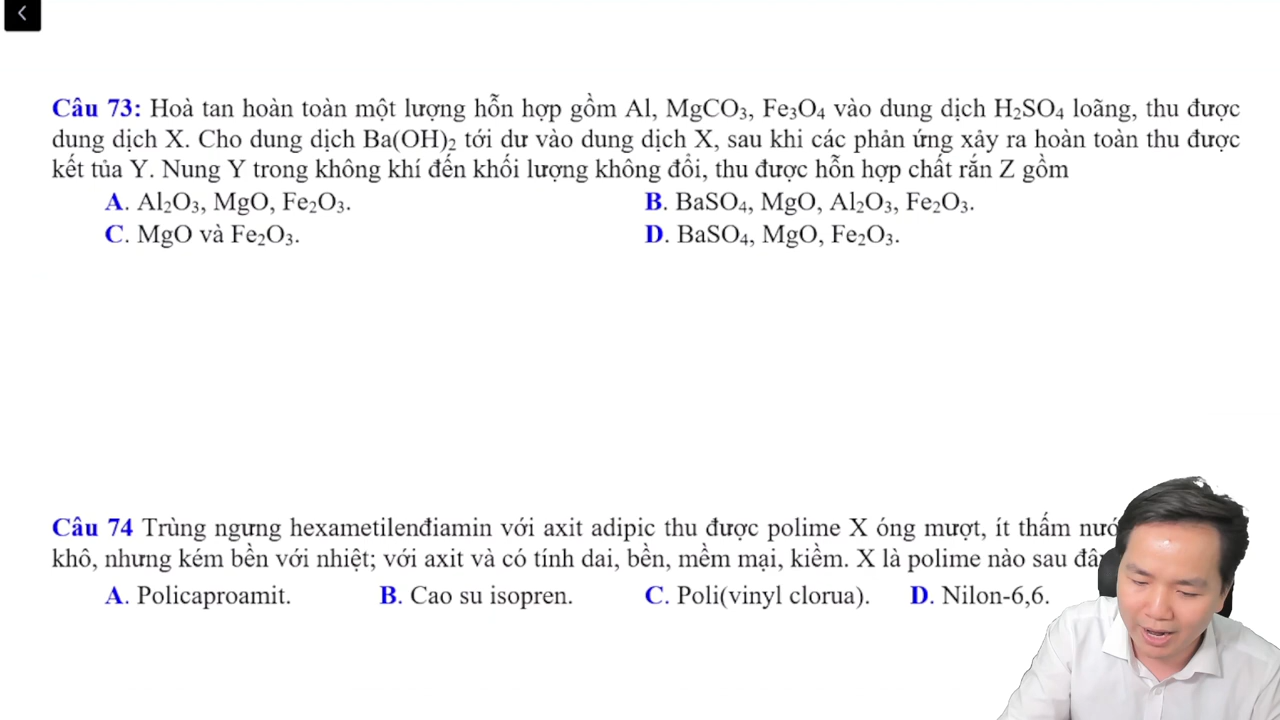 Câu 73: Hoà tan hoàn toàn một lượng hỗn hợp gồm Al, MgCO₃, Fe₃O₄ vào dung dịch H₂SO₄ loãng, thu được
dung dịch X. Cho dung dịch Ba(OH)₂ tới dư vào dung dịch X, sau khi các phản ứng xảy ra hoàn toàn thu được
kết tủa Y. Nung Y trong không khí đến khối lượng không đổi, thu được hỗn hợp chất rắn Z gồm
A. Al₂O₃, MgO, Fe₂O₃. B. BaSO₄, MgO, Al₂O₃, Fe₂O₃.
C. MgO và Fe₂O₃. D. BaSO₄, MgO, Fe₂O₃.
Câu 74 Trùng ngưng hexametilenđiamin với axit adipic thu được polime X óng mượt, ít thấm
khô, nhưng kém bền với nhiệt; với axit và có tính dai, bền, mềm mại, kiềm. X là polime nào sau
A. Policaproamit. B. Cao su isopren. C. Poli(vinyl clorua). D. Nilon-6,6.